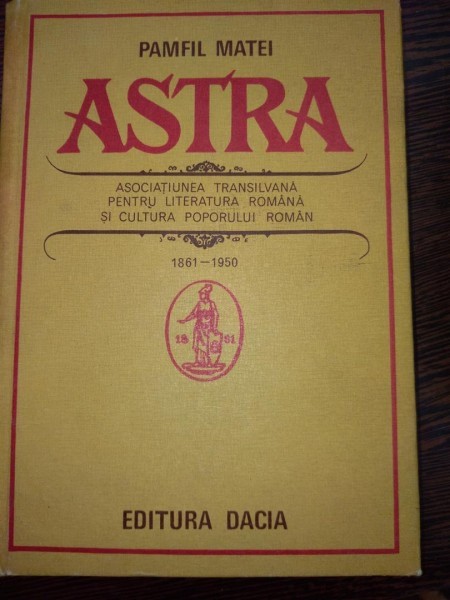 PAMFIL MATEI
ASTRA
ASOCIAȚIUNEA TRANSILVANĂ
PENTRU LITERATURA ROMÂNĂ
ȘI CULTURA POPORULUI ROMÂN
1861—1950
18 61
EDITURA DACIA